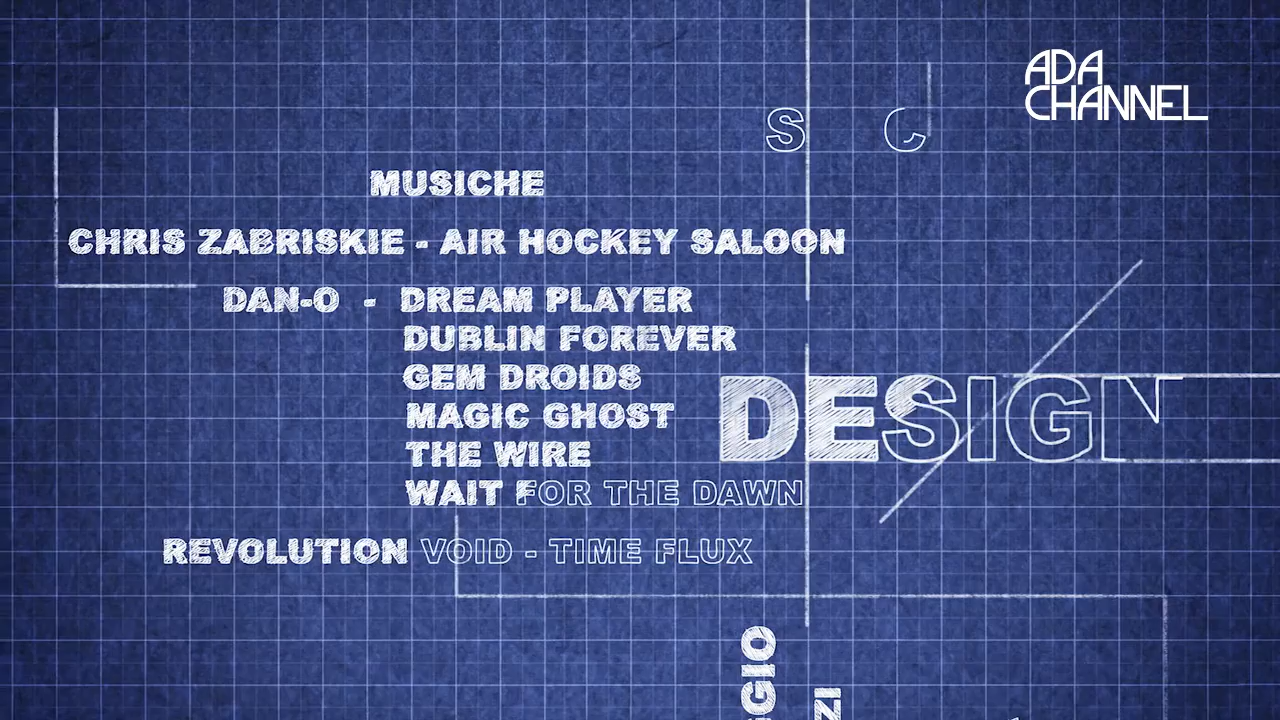 ADA
CHANNEL
S C
MUSICHE
CHRIS ZABRISKIE - AIR HOCKEY SALOON
DAN-O - DREAM PLAYER
DUBLIN FOREVER
GEM DROIDS
MAGIC GHOST
THE WIRE
WAIT FOR THE DAWN
DESIGN
REVOLUTION VOID - TIME FLUX